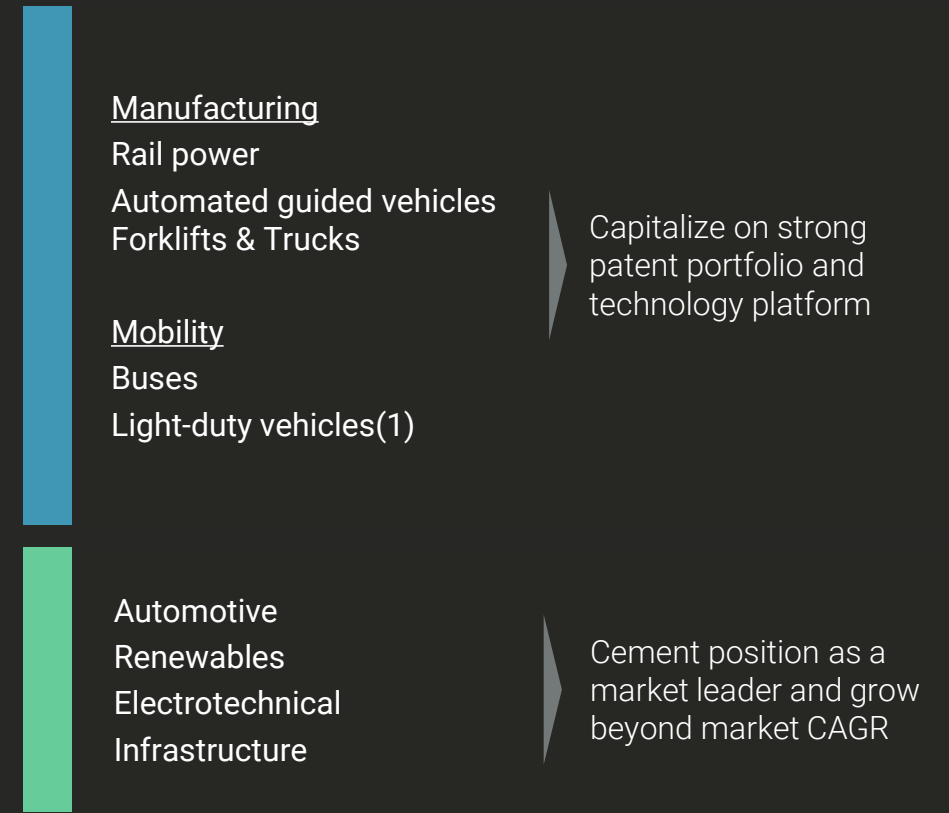 Manufacturing
Rail power
Automated guided vehicles
Forklifts & Trucks
Mobility
Buses
Light-duty vehicles(1)
Capitalize on strong
patent portfolio and
technology platform
Automotive
Renewables
Electrotechnical
Infrastructure
Cement position as a
market leader and grow
beyond market CAGR